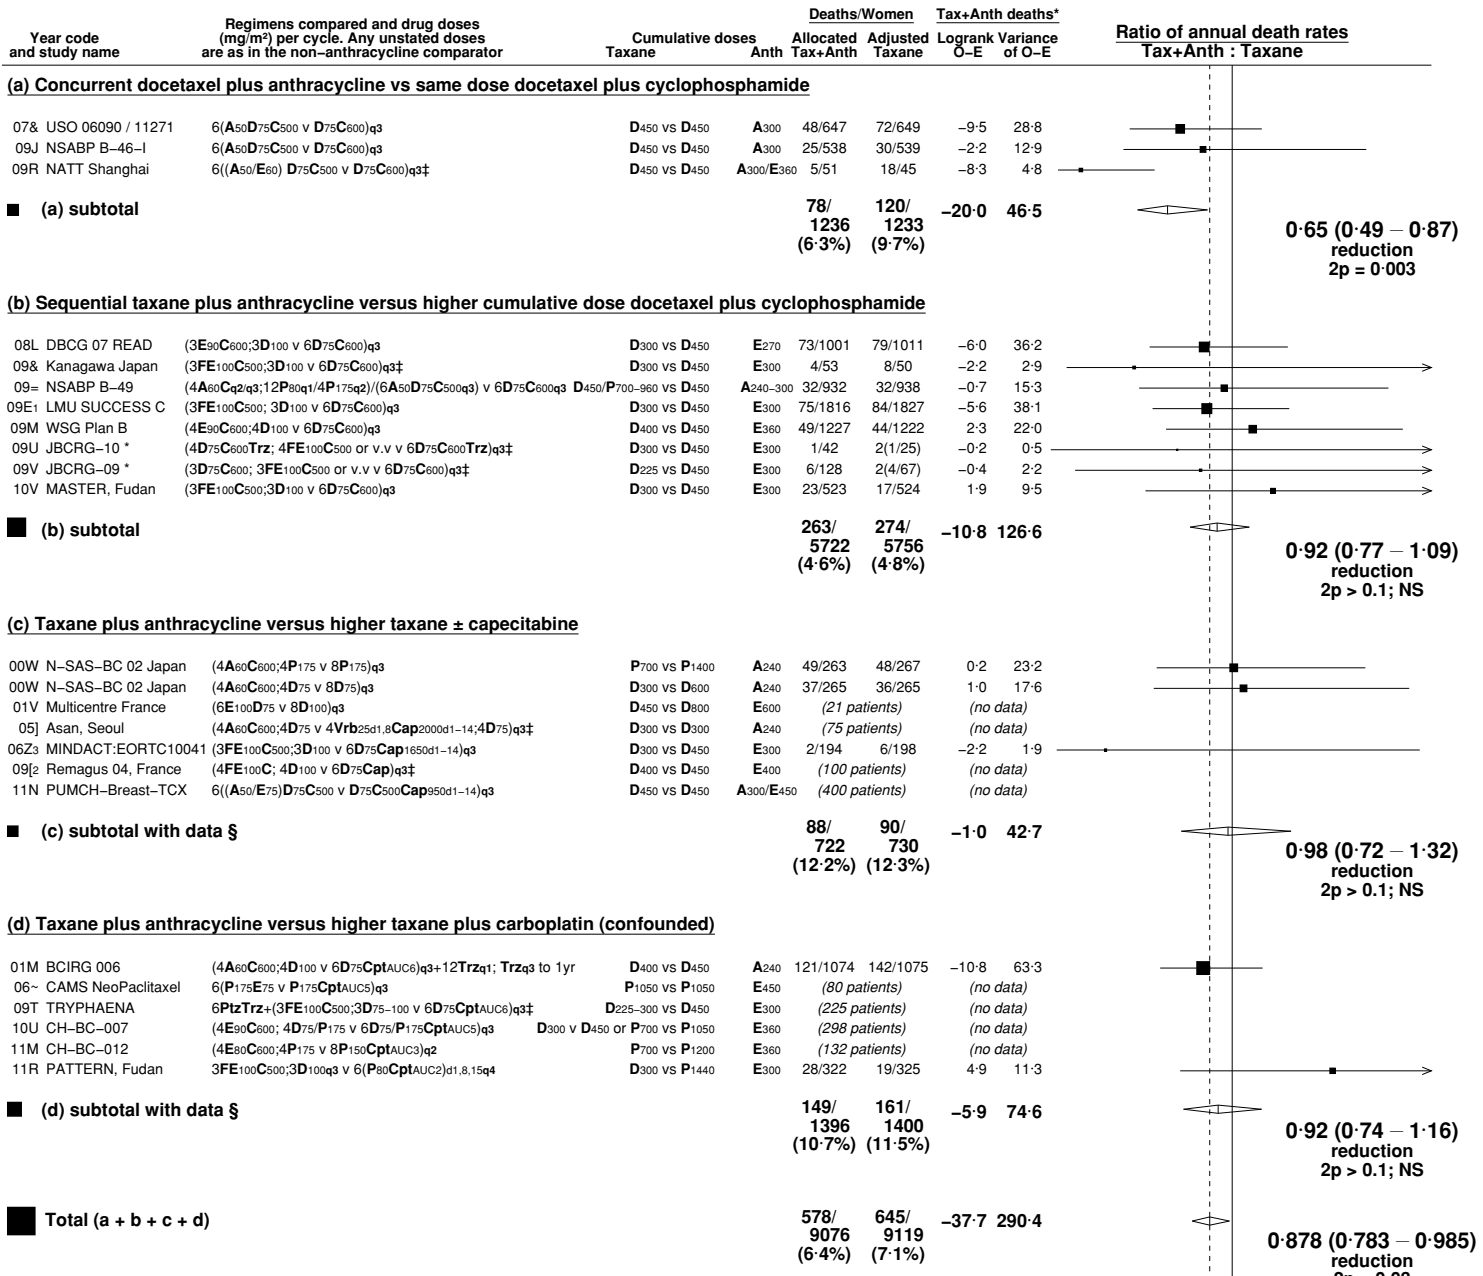 Deaths/Women Tax+Anth deaths*
Year code and study name
Regimens compared and drug doses (mg/m²) per cycle. Any unstated doses are as in the non−anthracycline comparator
Cumulative doses
Taxane Anth
Allocated Tax+Anth
Adjusted Taxane
Logrank O−E
Variance of O−E
Ratio of annual death rates
Tax+Anth : Taxane
(a) Concurrent docetaxel plus anthracycline vs same dose docetaxel plus cyclophosphamide
07& USO 06090 / 11271 6(A50D75C500 v D75C600)q3 D450 vs D450 A300 48/647 72/649 −9·5 28·8
09J NSABP B−46−I 6(A50D75C500 v D75C600)q3 D450 vs D450 A300 25/538 30/539 −2·2 12·9
09R NATT Shanghai 6((A50/E60) D75C500 v D75C600)q3‡ D450 vs D450 A300/E360 5/51 18/45 −8·3 4·8
(a) subtotal 78/ 120/ −20·0 46·5
1236 1233
(6·3%) (9·7%)
0·65 (0·49 − 0·87)
reduction
2p = 0·003
(b) Sequential taxane plus anthracycline versus higher cumulative dose docetaxel plus cyclophosphamide
08L DBCG 07 READ (3E90C600;3D100 v 6D75C600)q3 D300 vs D450 E270 73/1001 79/1011 −6·0 36·2
09& Kanagawa Japan (3FE100C500;3D100 v 6D75C600)q3‡ D300 vs D450 E300 4/53 8/50 −2·2 2·9
09= NSABP B−49 (4A60Cq2/q3;12P80q1/4P175q2)/(6A50D75C500q3) v 6D75C600q3 D450/P700−960 vs D450 A240−300 32/932 32/938 −0·7 15·3
09E1 LMU SUCCESS C (3FE100C500; 3D100 v 6D75C600)q3 D300 vs D450 E300 75/1816 84/1827 −5·6 38·1
09M WSG Plan B (4E90C600;4D100 v 6D75C600)q3 D400 vs D450 E360 49/1227 44/1222 2·3 22·0
09U JBCRG−10 * (4D75C600Trz; 4FE100C500 or v.v v 6D75C600Trz)q3‡ D300 vs D450 E300 1/42 2(1/25) −0·2 0·5
09V JBCRG−09 * (3D75C600; 3FE100C500 or v.v v 6D75C600)q3‡ D225 vs D450 E300 6/128 2(4/67) −0·4 2·2
10V MASTER, Fudan (3FE100C500;3D100 v 6D75C600)q3 D300 vs D450 E300 23/523 17/524 1·9 9·5
(b) subtotal 263/ 274/ −10·8 126·6
5722 5756
(4·6%) (4·8%)
0·92 (0·77 − 1·09)
reduction
2p > 0.1; NS
(c) Taxane plus anthracycline versus higher taxane ± capecitabine
00W N−SAS−BC 02 Japan (4A60C600;4P175 v 8P175)q3 P700 vs P1400 A240 49/263 48/267 0·2 23·2
00W N−SAS−BC 02 Japan (4A60C600;4D75 v 8D75)q3 D300 vs D600 A240 37/265 36/265 1·0 17·6
01V Multicentre France (6E100D75 v 8D100)q3 D450 vs D800 E600 (21 patients) (no data)
05] Asan, Seoul (4A60C600;4D75 v 4Vrb25d1,8Cap2000d1−14;4D75)q3‡ D300 vs D300 A240 (75 patients) (no data)
06Z3 MINDACT:EORTC10041 (3FE100C500;3D100 v 6D75Cap1650d1−14)q3 D300 vs D450 E300 2/194 6/198 −2·2 1·9
09[2 Remagus 04, France (4FE100C; 4D100 v 6D75Cap)q3‡ D400 vs D450 E400 (100 patients) (no data)
11N PUMCH−Breast−TCX 6((A50/E75)D75C500 v D75C500Cap950d1−14)q3 D450 vs D450 A300/E450 (400 patients) (no data)
(c) subtotal with data § 88/ 90/ −1·0 42·7
722 730
(12·2%) (12·3%)
0·98 (0·72 − 1·32)
reduction
2p > 0.1; NS
(d) Taxane plus anthracycline versus higher taxane plus carboplatin (confounded)
01M BCIRG 006 (4A60C600;4D100 v 6D75CptAUC6)q3+12Trzq1; Trzq3 to 1yr D400 vs D450 A240 121/1074 142/1075 −10·8 63·3
06~ CAMS NeoPaclitaxel 6(P175E75 v P175CptAUC5)q3 P1050 vs P1050 E450 (80 patients) (no data)
09T TRYPHAENA 6PtzTrz+(3FE100C500;3D75−100 v 6D75CptAUC6)q3‡ D225−300 vs D450 E300 (225 patients) (no data)
10U CH−BC−007 (4E90C600; 4D75/P175 v 6D75/P175CptAUC5)q3 D300 v D450 or P700 vs P1050 E360 (298 patients) (no data)
11M CH−BC−012 (4E80C600;4P175 v 8P150CptAUC3)q2 P700 vs P1200 E360 (132 patients) (no data)
11R PATTERN, Fudan 3FE100C500;3D100q3 v 6(P80CptAUC2)d1,8,15q4 D300 vs P1440 E300 28/322 19/325 4·9 11·3
(d) subtotal with data § 149/ 161/ −5·9 74·6
1396 1400
(10·7%) (11·5%)
0·92 (0·74 − 1·16)
reduction
2p > 0.1; NS
Total (a + b + c + d) 578/ 645/ −37·7 290·4
9076 9119
(6·4%) (7·1%)
0·878 (0·783 − 0·985)
reduction